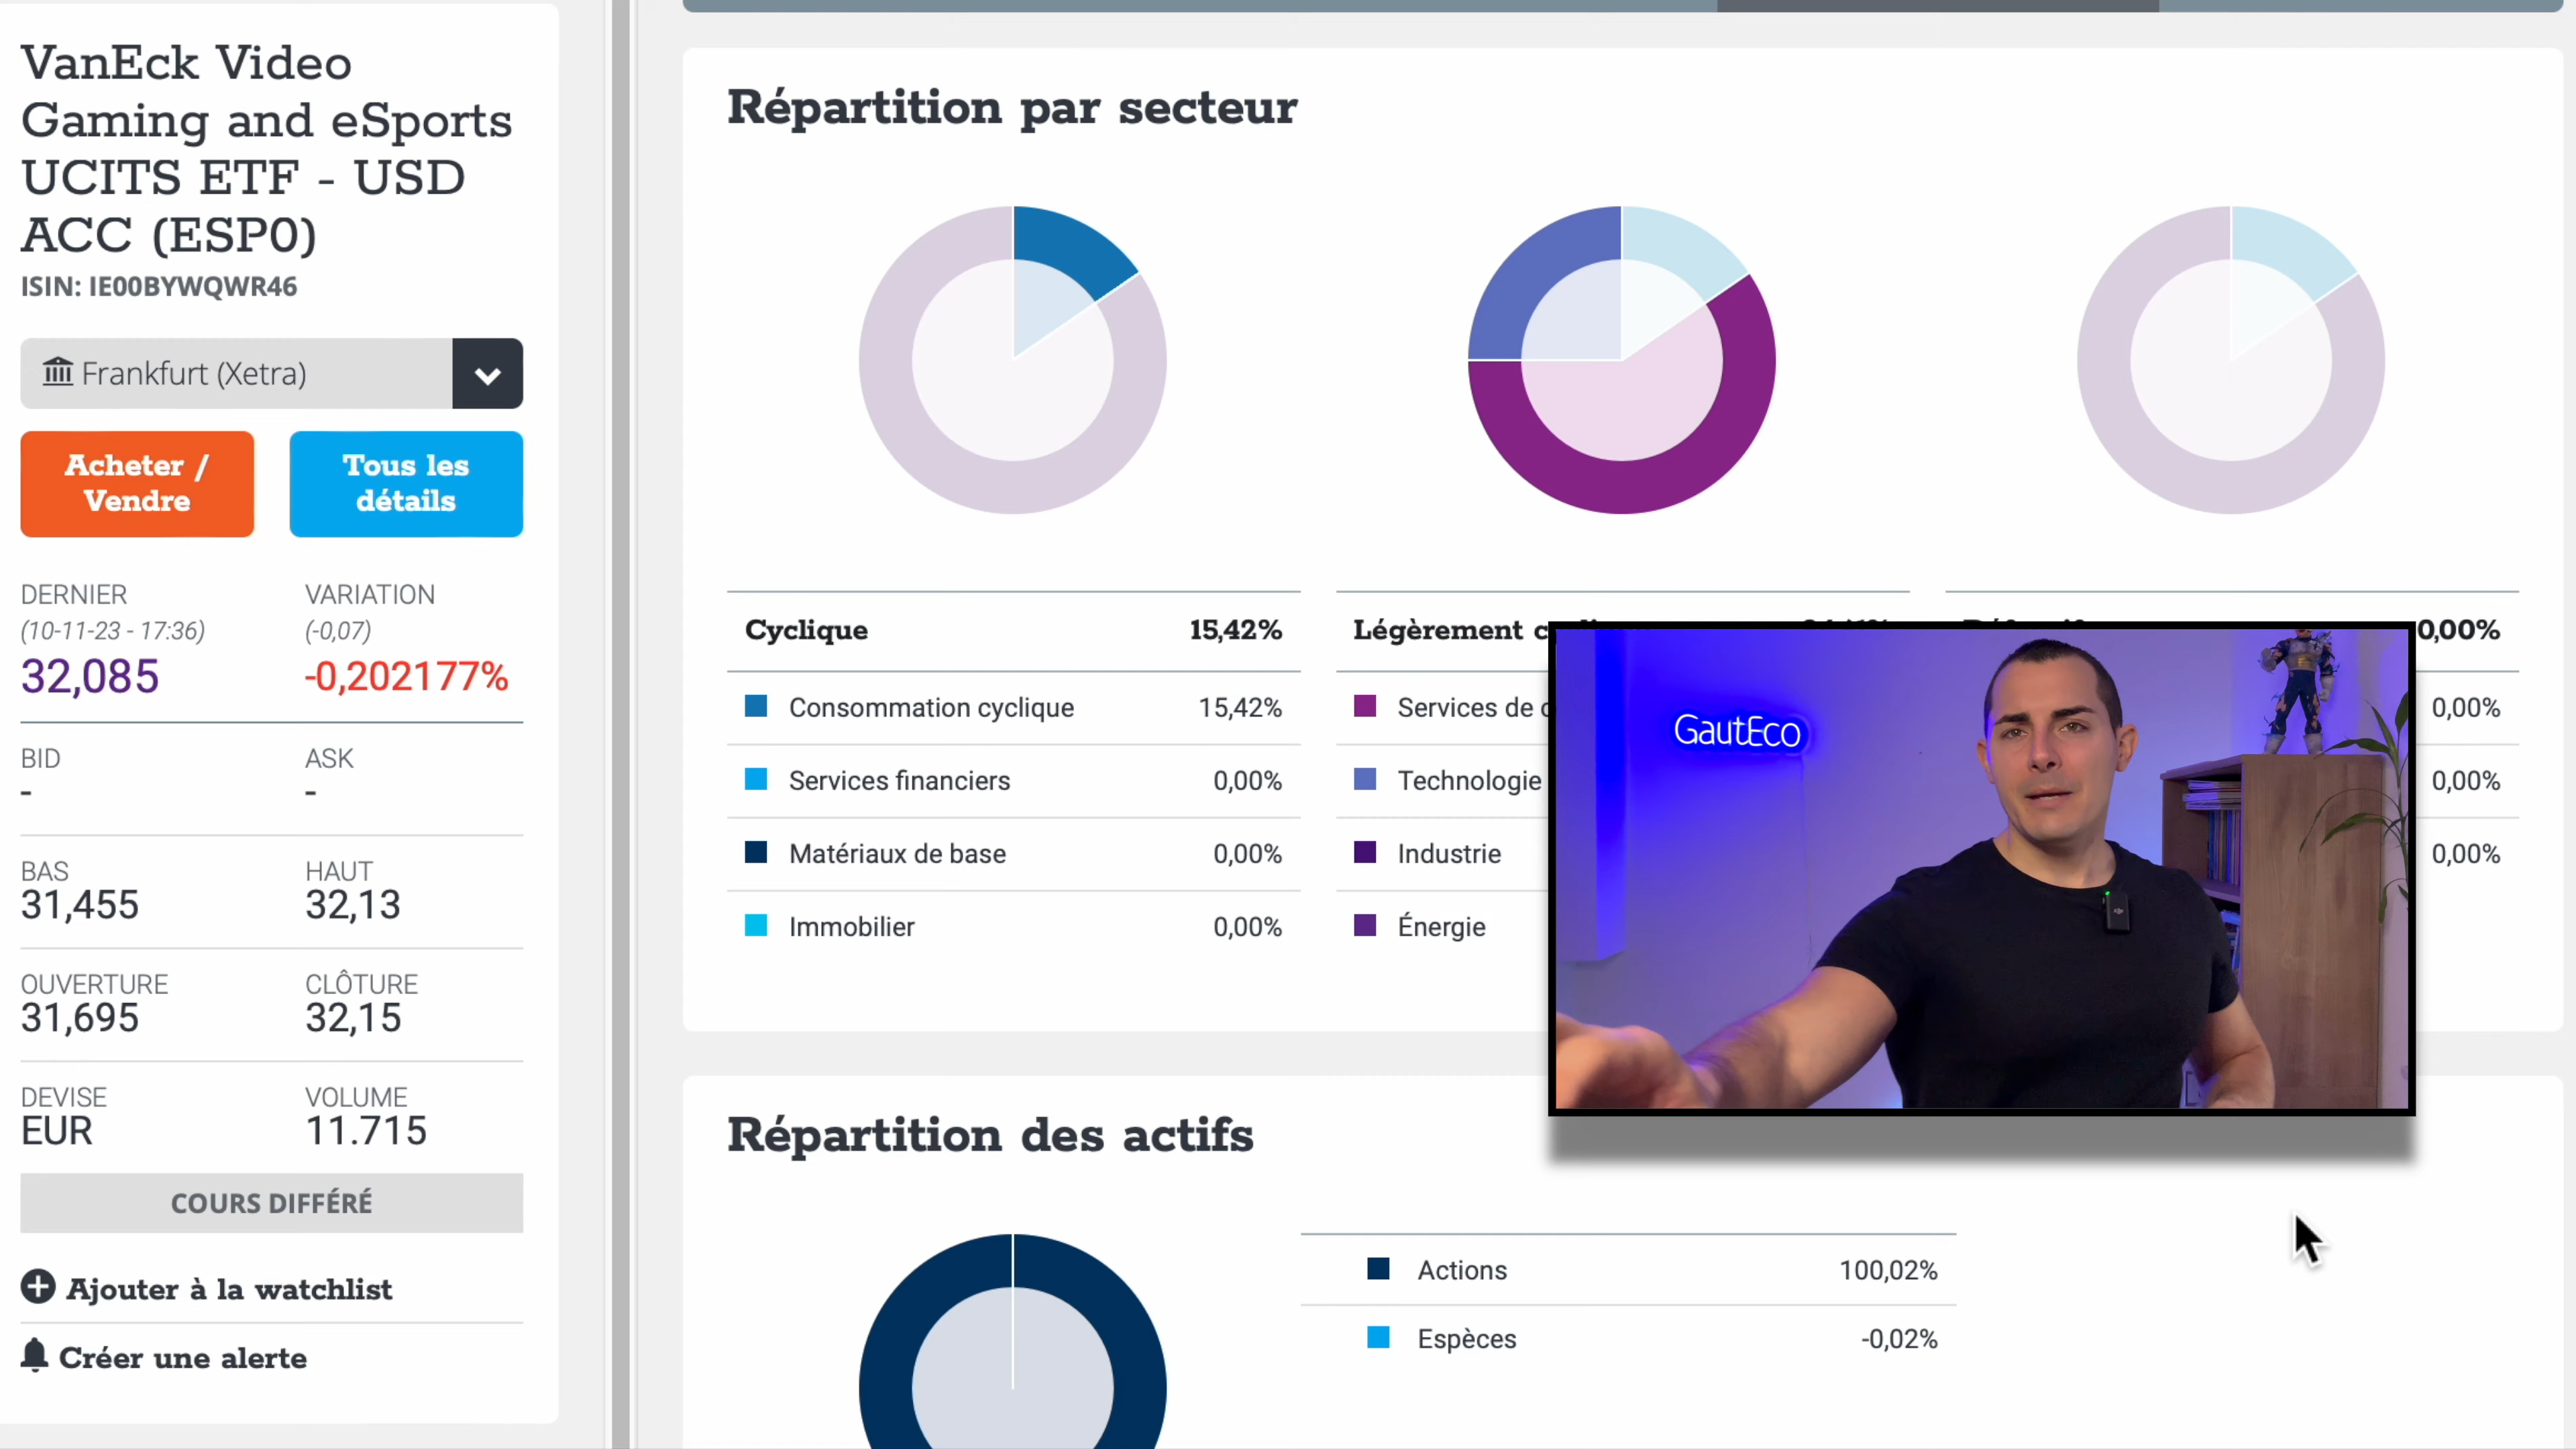 VanEck Video
Gaming and eSports
UCITS ETF - USD
ACC (ESP0)
ISIN: IE00BYWQWR46
Frankfurt (Xetra)
Acheter /
Vendre
Tous les
détails
DERNIER
(10-11-23 - 17:36)
32,085
VARIATION
(-0,07)
-0,202177%
BID
-
ASK
-
BAS
31,455
HAUT
32,13
OUVERTURE
31,695
CLÔTURE
32,15
DEVISE
EUR
VOLUME
11.715
COURS DIFFÉRÉ
Ajouter à la watchlist
Créer une alerte
Répartition par secteur
Cyclique 15,42%
Consommation cyclique 15,42%
Services financiers 0,00%
Matériaux de base 0,00%
Immobilier 0,00%
Légèrement
Services de
Technologie
Industrie
Énergie
0,00%
0,00%
0,00%
0,00%
GautEco
Répartition des actifs
Actions 100,02%
Espèces -0,02%